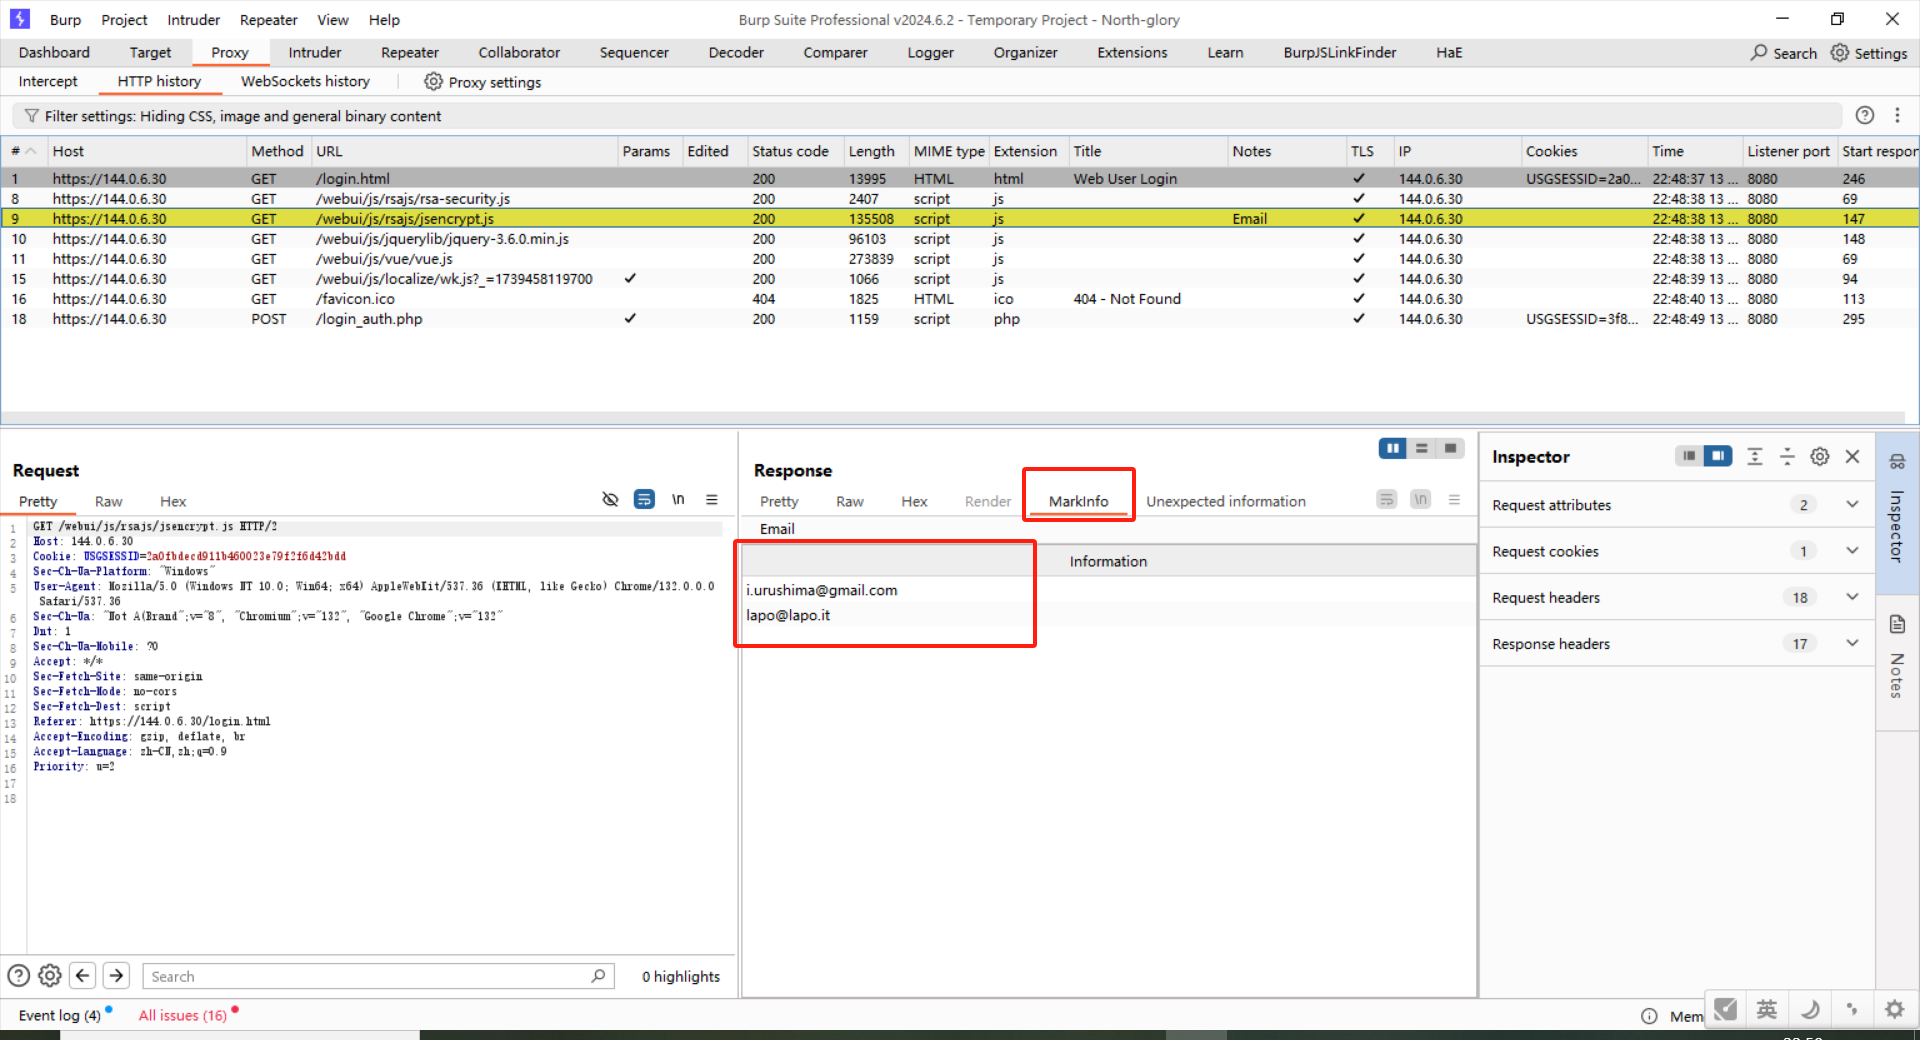 Burp Project Intruder Repeater View Help Burp Suite Professional v2024.6.2 - Temporary Project - North-glory
Dashboard Target Proxy Intruder Repeater Collaborator Sequencer Decoder Comparer Logger Organizer Extensions Learn BurpJSLinkFinder HaE Search Settings
Intercept HTTP history WebSockets history Proxy settings
Filter settings: Hiding CSS, image and general binary content
# Host Method URL Params Edited Status code Length MIME type Extension Title Notes TLS IP Cookies Time Listener port Start respor
1 https://144.0.6.30 GET /login.html 200 13995 HTML html Web User Login ✓ 144.0.6.30 USGSESSID=2a0... 22:48:37 13 ... 8080 246
8 https://144.0.6.30 GET /webui/js/rsajs/rsa-security.js 200 2407 script js ✓ 144.0.6.30 22:48:38 13 ... 8080 69
9 https://144.0.6.30 GET /webui/js/rsajs/jsencrypt.js 200 135508 script js Email ✓ 144.0.6.30 22:48:38 13 ... 8080 147
10 https://144.0.6.30 GET /webui/js/jquerylib/jquery-3.6.0.min.js 200 96103 script js ✓ 144.0.6.30 22:48:38 13 ... 8080 148
11 https://144.0.6.30 GET /webui/js/vue/vue.js 200 273839 script js ✓ 144.0.6.30 22:48:38 13 ... 8080 69
15 https://144.0.6.30 GET /webui/js/localize/wk.js?_=1739458119700 ✓ 200 1066 script js ✓ 144.0.6.30 22:48:39 13 ... 8080 94
16 https://144.0.6.30 GET /favicon.ico 404 1825 HTML ico 404 - Not Found ✓ 144.0.6.30 22:48:40 13 ... 8080 113
18 https://144.0.6.30 POST /login_auth.php ✓ 200 1159 script php ✓ 144.0.6.30 USGSESSID=3f8... 22:48:49 13 ... 8080 295
Request
Pretty Raw Hex \n
1 GET /webui/js/rsajs/jsencrypt.js HTTP/2
2 Host: 144.0.6.30
3 Cookie: USGSESSID=2a0fbdecd911b460023e79f2f6d42bdd
4 Sec-Ch-Ua-Platform: "Windows"
5 User-Agent: Mozilla/5.0 (Windows NT 10.0; Win64; x64) AppleWebKit/537.36 (KHTML, like Gecko) Chrome/132.0.0.0
Safari/537.36
6 Sec-Ch-Ua: "Not A(Brand";v="8", "Chromium";v="132", "Google Chrome";v="132"
7 Dnt: 1
8 Sec-Ch-Ua-Mobile: ?0
9 Accept: */*
10 Sec-Fetch-Site: same-origin
11 Sec-Fetch-Mode: no-cors
12 Sec-Fetch-Dest: script
13 Referer: https://144.0.6.30/login.html
14 Accept-Encoding: gzip, deflate, br
15 Accept-Language: zh-CN,zh;q=0.9
16 Priority: u=2
17
18
Search 0 highlights
Response
Pretty Raw Hex Render MarkInfo Unexpected information \n
Email
Information
i.urushima@gmail.com
lapo@lapo.it
Inspector
Request attributes 2
Request cookies 1
Request headers 18
Response headers 17
Inspector
Notes
Event log (4) All issues (16) Mem
英